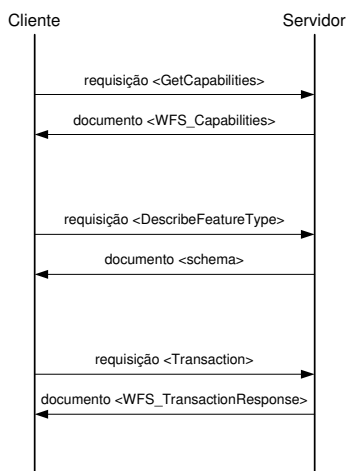 Cliente
Servidor
requisição <GetCapabilities>
documento <WFS_Capabilities>
requisição <DescribeFeatureType>
documento <schema>
requisição <Transaction>
documento <WFS_TransactionResponse>